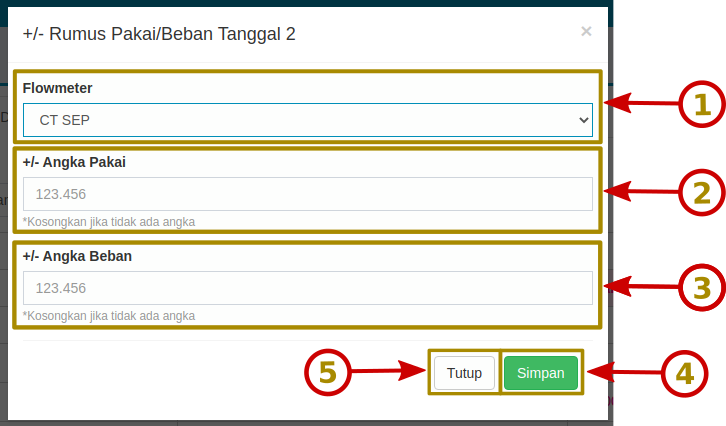 +/- Rumus Pakai/Beban Tanggal 2
×
Flowmeter
CT SEP
1
+/- Angka Pakai
123.456
2
*Kosongkan jika tidak ada angka
+/- Angka Beban
123.456
3
*Kosongkan jika tidak ada angka
5
Tutup
Simpan
4